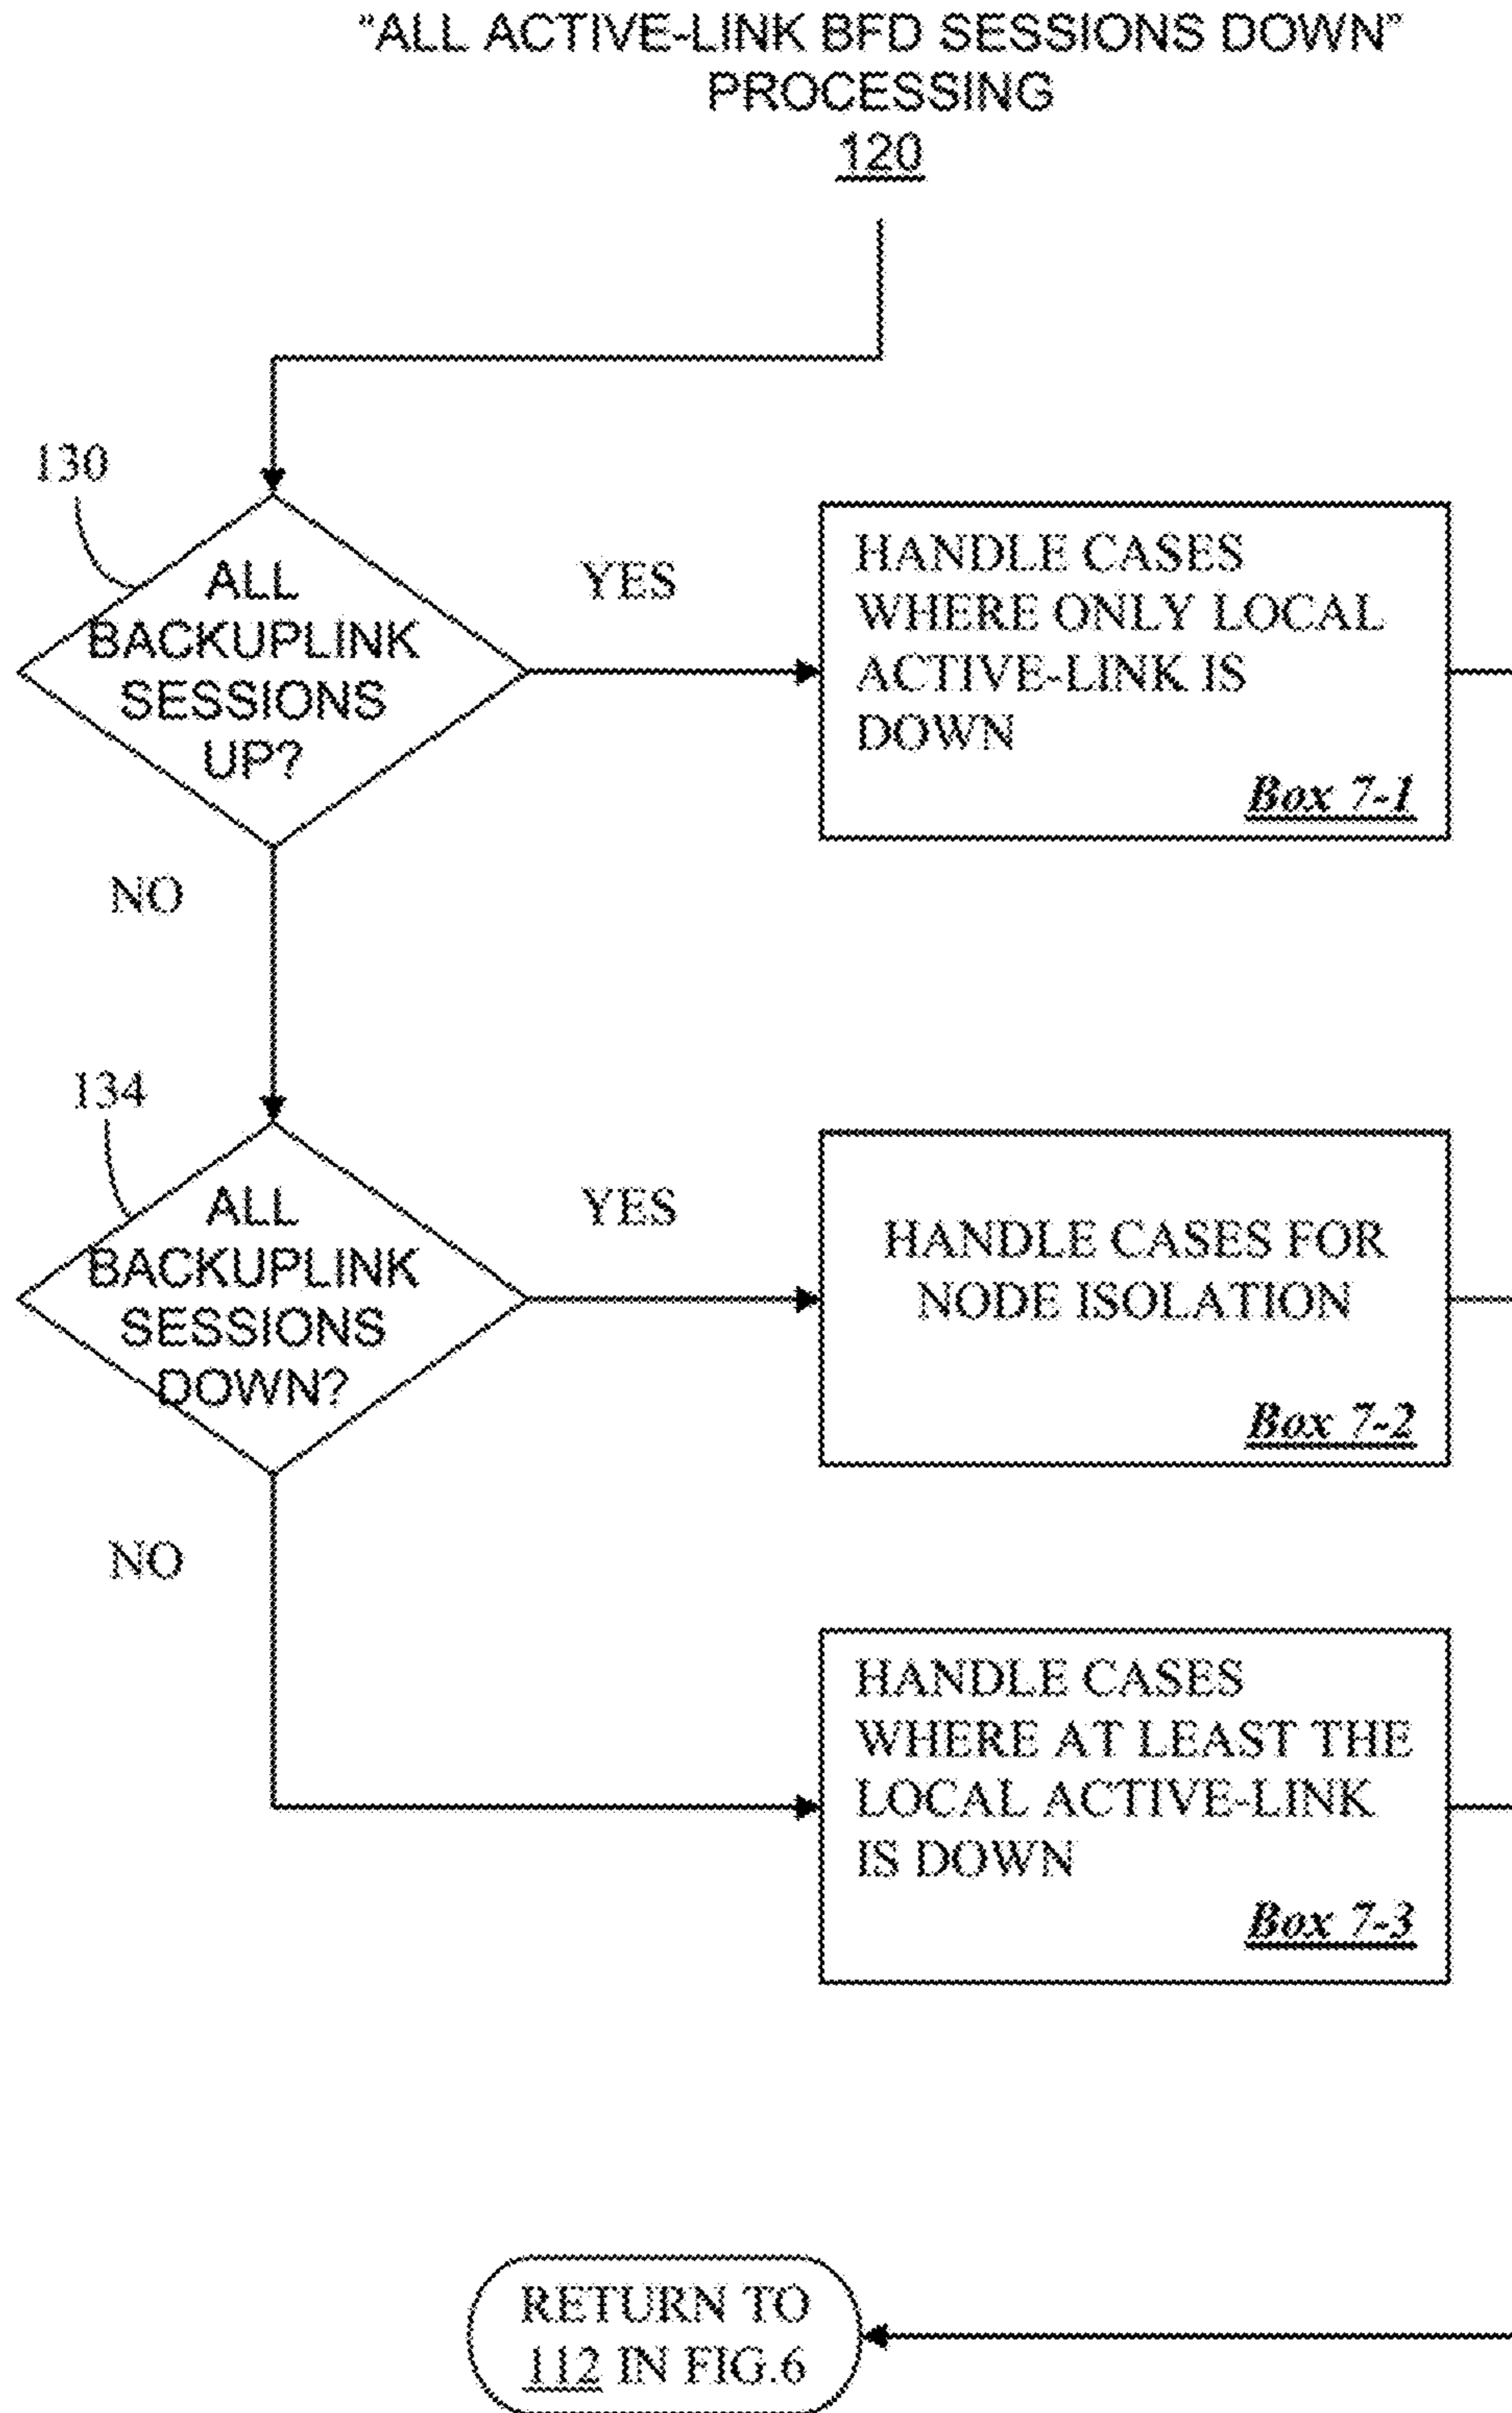 "ALL ACTIVE-LINK BFD SESSIONS DOWN"
PROCESSING
120
130
ALL
BACKUPLINK
SESSIONS
UP?
YES
HANDLE CASES
WHERE ONLY LOCAL
ACTIVE-LINK IS
DOWN
Box 7-1
NO
134
ALL
BACKUPLINK
SESSIONS
DOWN?
YES
HANDLE CASES FOR
NODE ISOLATION
Box 7-2
NO
HANDLE CASES
WHERE AT LEAST THE
LOCAL ACTIVE-LINK
IS DOWN
Box 7-3
RETURN TO
112 IN FIG.6